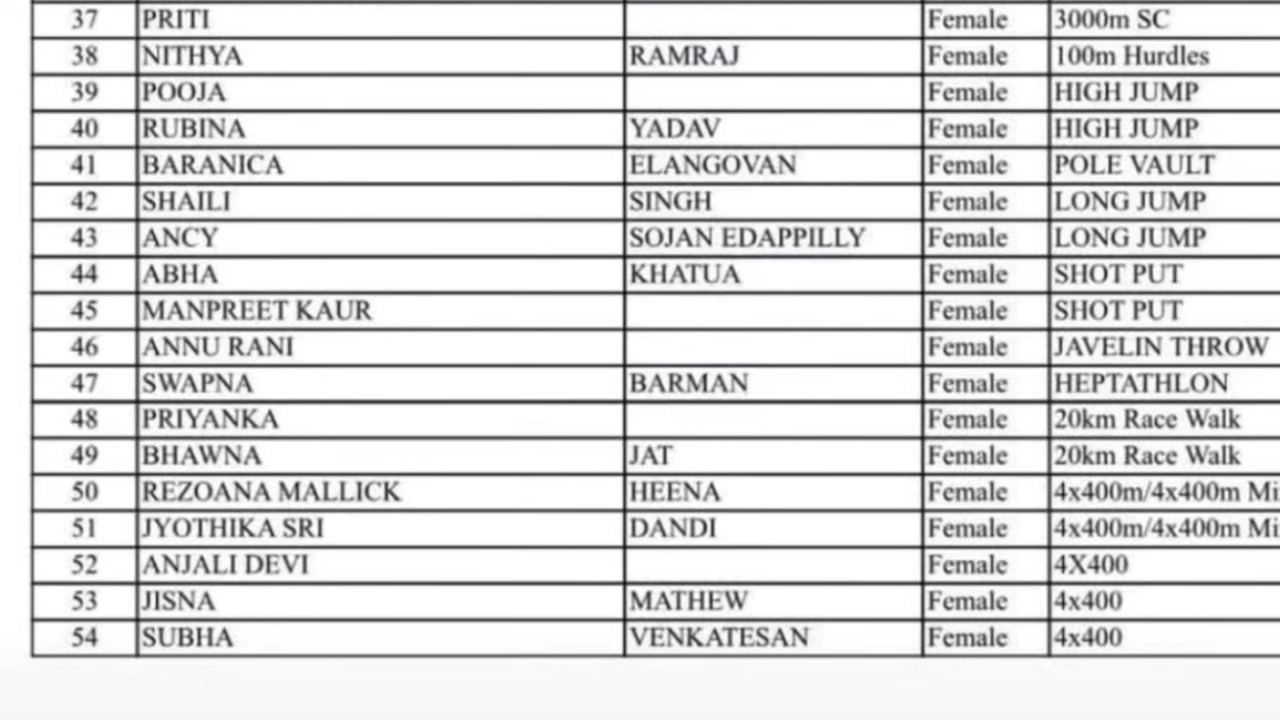 37 PRITI Female 3000m SC
38 NITHYA RAMRAJ Female 100m Hurdles
39 POOJA Female HIGH JUMP
40 RUBINA YADAV Female HIGH JUMP
41 BARANICA ELANGOVAN Female POLE VAULT
42 SHAILI SINGH Female LONG JUMP
43 ANCY SOJAN EDAPPILLY Female LONG JUMP
44 ABHA KHATUA Female SHOT PUT
45 MANPREET KAUR Female SHOT PUT
46 ANNU RANI Female JAVELIN THROW
47 SWAPNA BARMAN Female HEPTATHLON
48 PRIYANKA Female 20km Race Walk
49 BHAWNA JAT Female 20km Race Walk
50 REZOANA MALLICK HEENA Female 4x400m/4x400m Mi
51 JYOTHIKA SRI DANDI Female 4x400m/4x400m Mi
52 ANJALI DEVI Female 4X400
53 JISNA MATHEW Female 4x400
54 SUBHA VENKATESAN Female 4x400